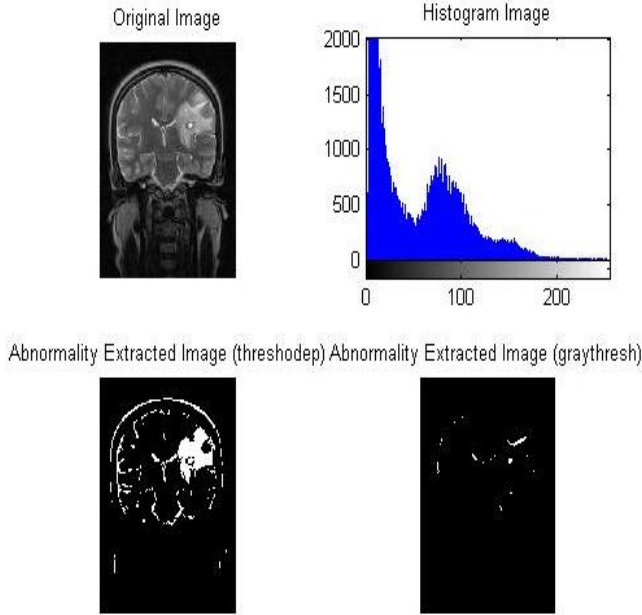 Original Image
Histogram Image
2000
1500
1000
500
0
0 100 200
Abnormality Extracted Image (threshodep)
Abnormality Extracted Image (graythresh)